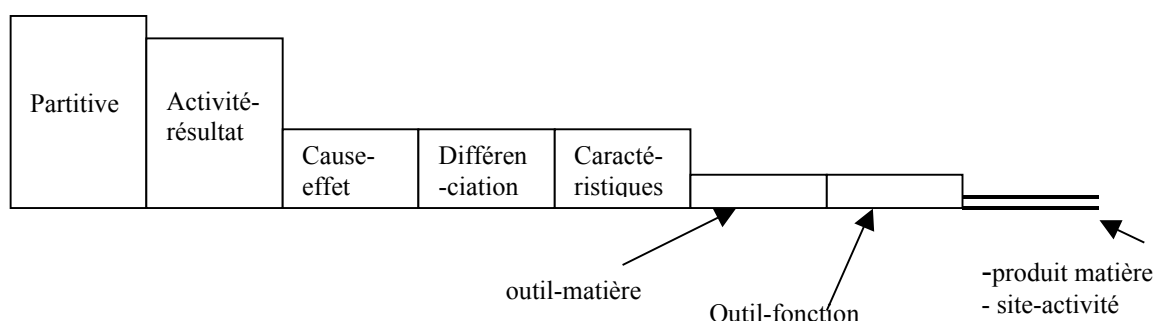 Partitive
Activité-
résultat
Cause-
effet
Différen
-ciation
Caracté-
ristiques
outil-matière
Outil-fonction
-produit matière
- site-activité